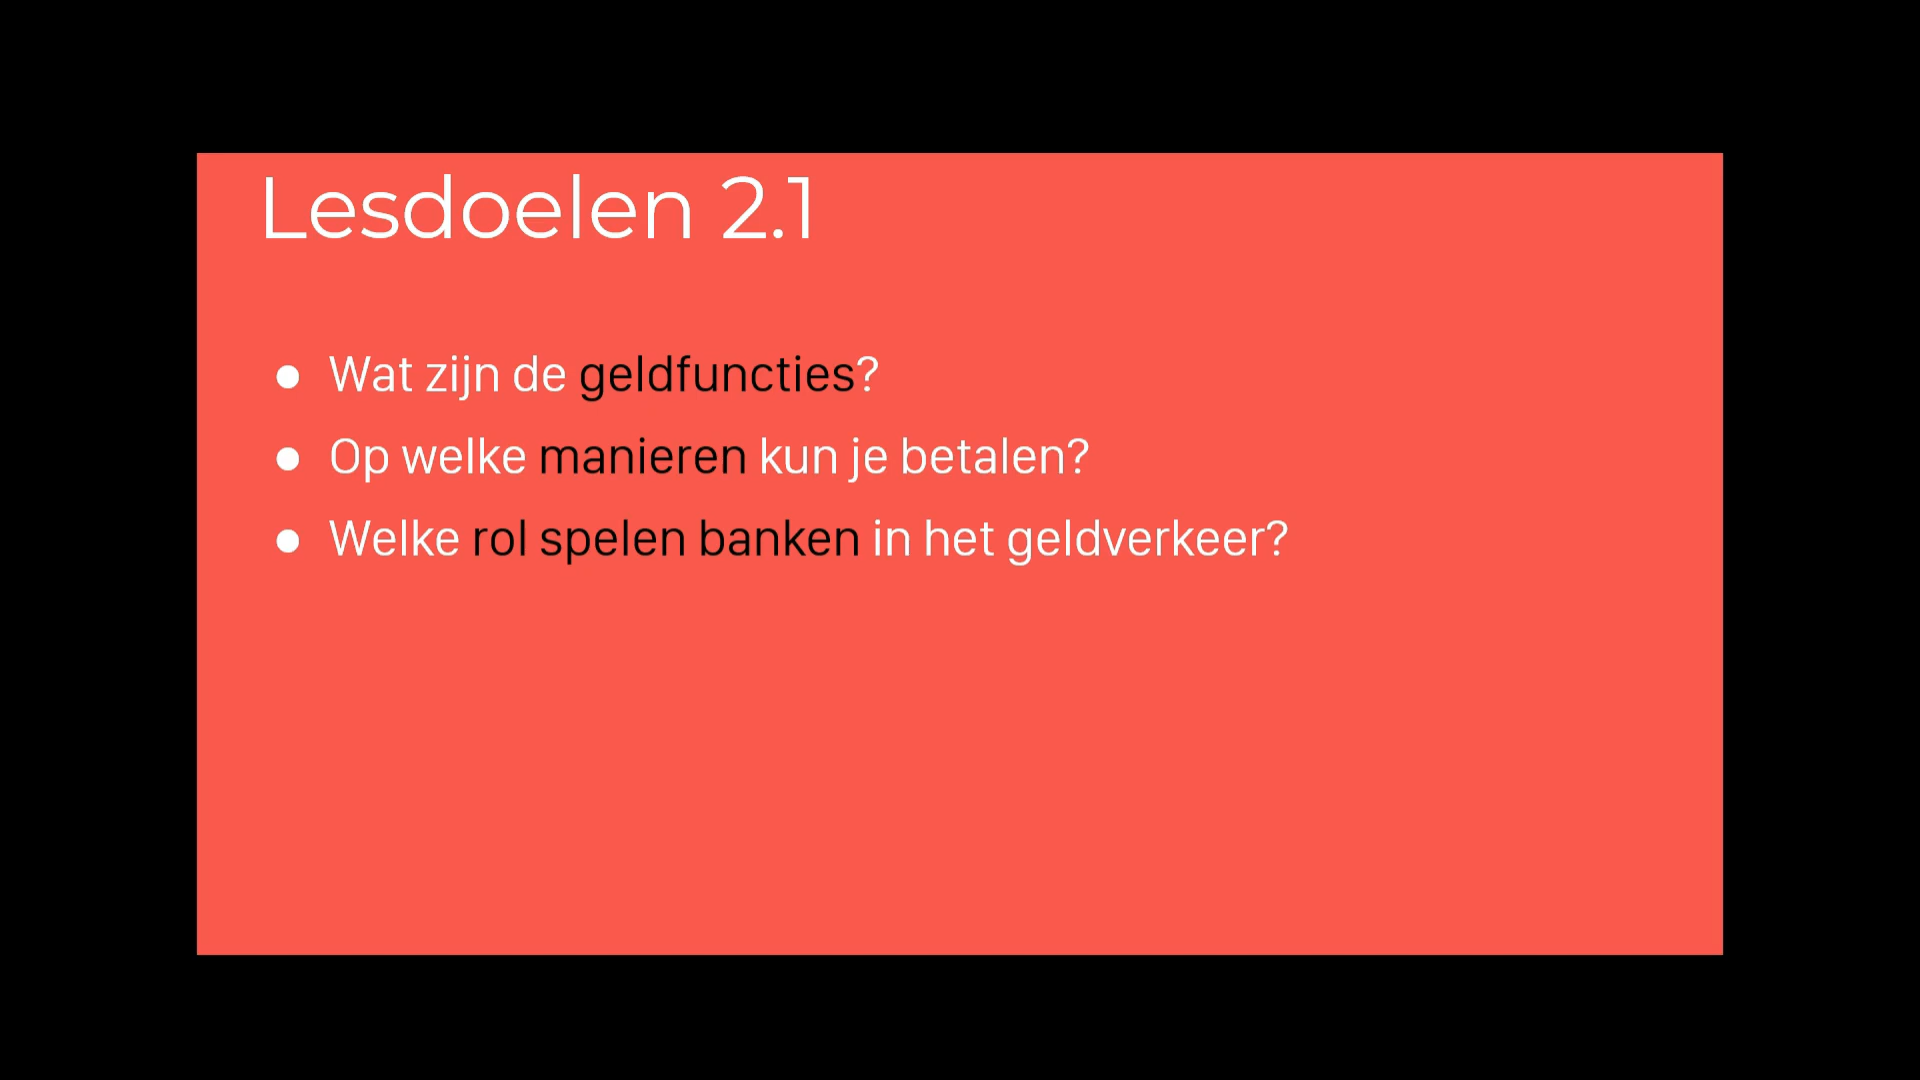 Lesdoelen 2.1
● Wat zijn de geldfuncties?
● Op welke manieren kun je betalen?
● Welke rol spelen banken in het geldverkeer?